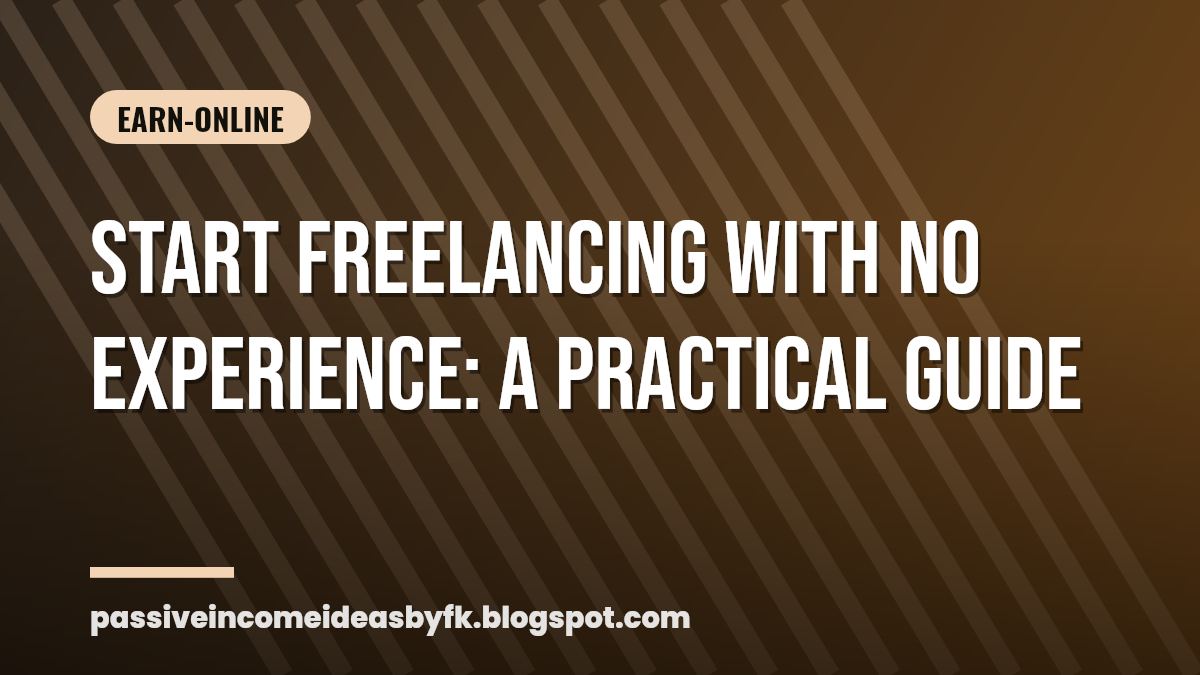 EARN-ONLINE
START FREELANCING WITH NO
EXPERIENCE: A PRACTICAL GUIDE
passiveincomeideasbyfk.blogspot.com